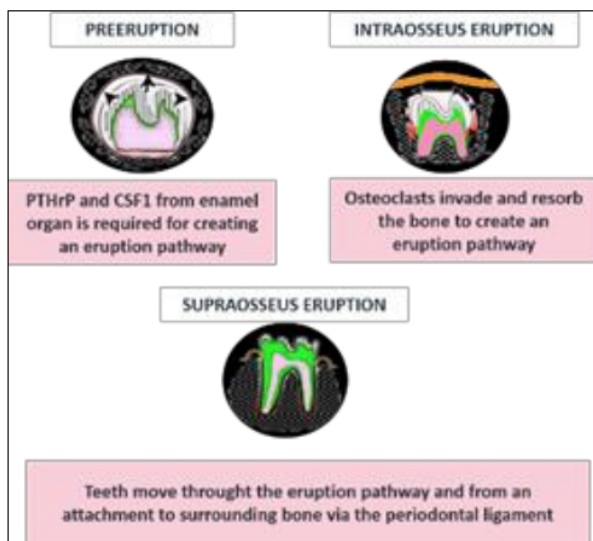 PREERUPTION
INTRAOSSEUS ERUPTION
PTHrP and CSF1 from enamel
organ is required for creating
an eruption pathway
Osteoclasts invade and resorb
the bone to create an
eruption pathway
SUPRAOSSEUS ERUPTION
Teeth move throught the eruption pathway and from an
attachment to surrounding bone via the periodontal ligament